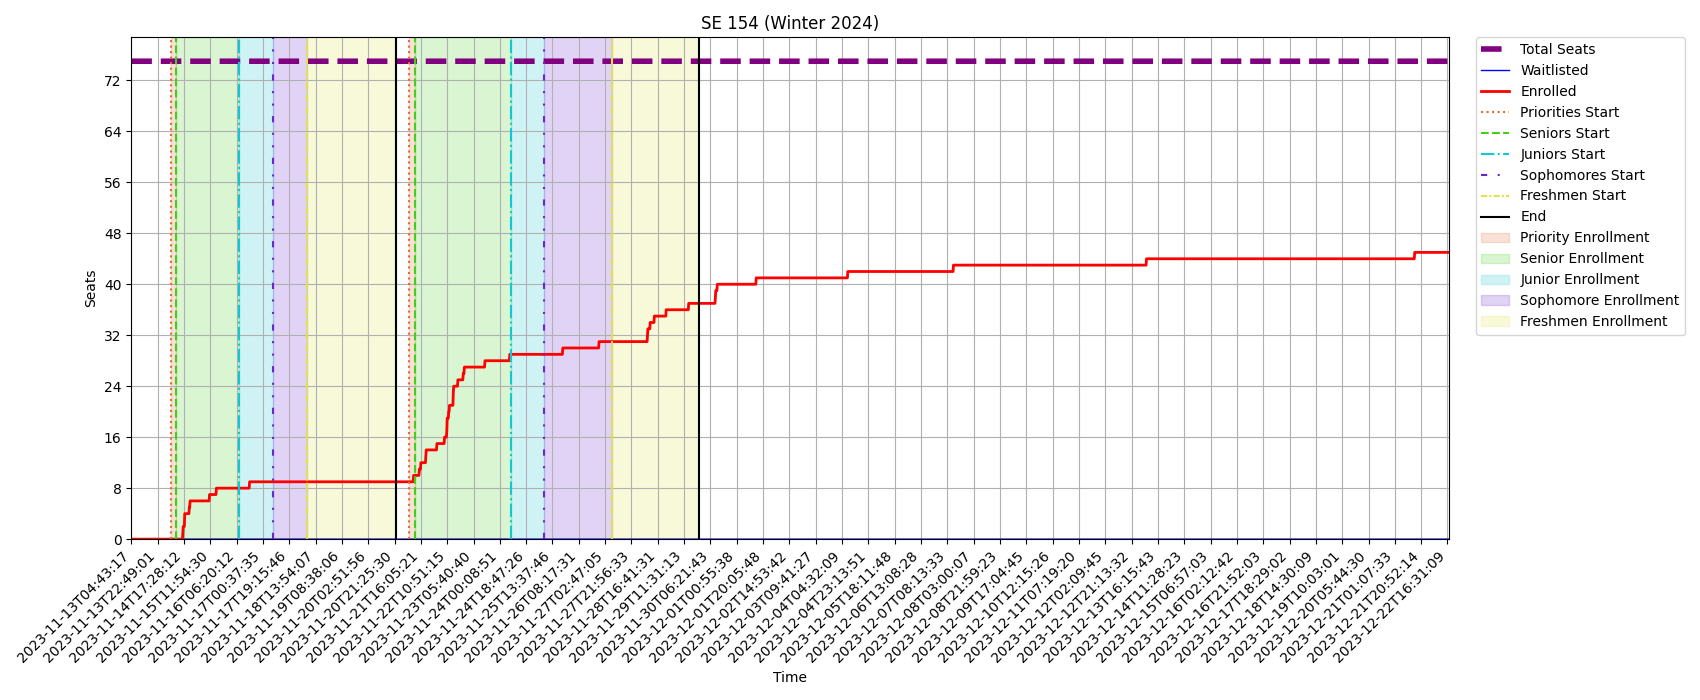 SE 154 (Winter 2024)
Seats
72
64
56
48
40
32
24
16
8
0
2023-11-13T04:43:17
2023-11-13T22:49:01
2023-11-14T17:28:12
2023-11-15T11:54:30
2023-11-16T06:20:12
2023-11-17T00:37:35
2023-11-17T19:15:46
2023-11-18T13:54:07
2023-11-19T08:38:06
2023-11-20T02:51:56
2023-11-20T21:25:30
2023-11-21T16:05:21
2023-11-22T10:51:15
2023-11-23T05:40:40
2023-11-24T00:08:51
2023-11-24T18:47:26
2023-11-25T13:37:46
2023-11-26T08:17:31
2023-11-27T02:47:05
2023-11-27T21:56:33
2023-11-28T16:41:31
2023-11-29T11:31:13
2023-11-30T06:21:43
2023-12-01T00:55:38
2023-12-01T20:05:48
2023-12-02T14:53:42
2023-12-03T09:41:27
2023-12-04T04:32:09
2023-12-04T23:13:51
2023-12-05T18:11:48
2023-12-06T13:08:28
2023-12-07T08:13:33
2023-12-08T03:00:07
2023-12-08T21:59:23
2023-12-09T17:04:45
2023-12-10T12:15:26
2023-12-11T07:19:20
2023-12-12T02:09:45
2023-12-12T21:13:32
2023-12-13T16:15:43
2023-12-14T11:28:23
2023-12-15T06:57:03
2023-12-16T02:12:42
2023-12-16T21:52:03
2023-12-17T18:29:02
2023-12-18T14:30:09
2023-12-19T10:03:01
2023-12-20T05:44:30
2023-12-21T01:07:33
2023-12-21T20:52:14
2023-12-22T16:31:09
Time
Total Seats
Waitlisted
Enrolled
Priorities Start
Seniors Start
Juniors Start
Sophomores Start
Freshmen Start
End
Priority Enrollment
Senior Enrollment
Junior Enrollment
Sophomore Enrollment
Freshmen Enrollment